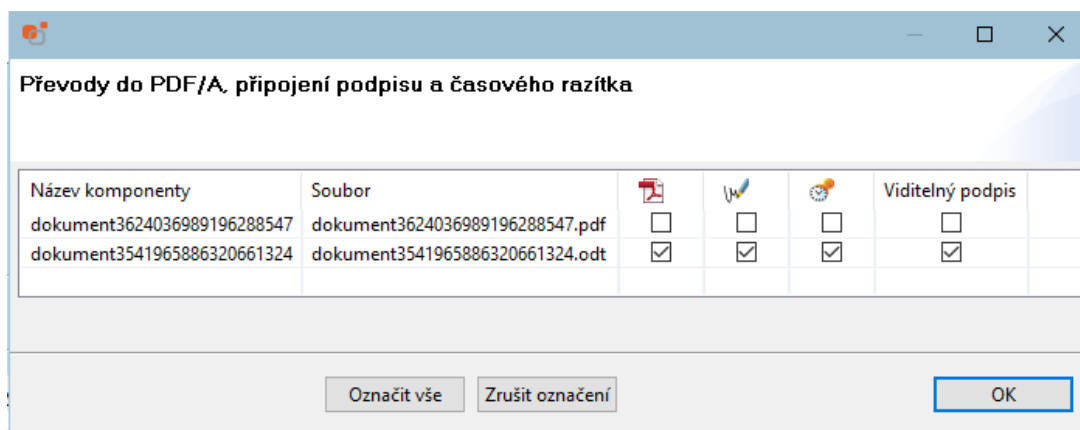 Převody do PDF/A, připojení podpisu a časového razítka
Název komponenty Soubor Viditelný podpis
dokument3624036989196288547 dokument3624036989196288547.pdf
dokument3541965886320661324 dokument3541965886320661324.odt
Označit vše Zrušit označení OK